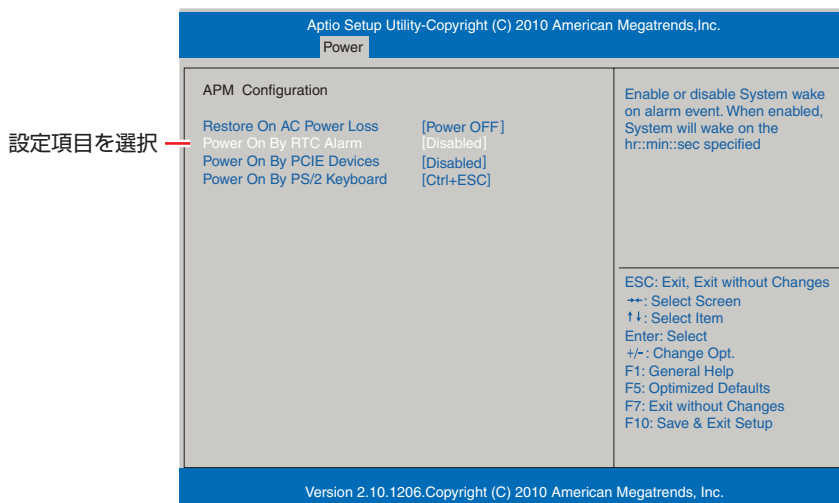 Aptio Setup Utility-Copyright (C) 2010 American Megatrends,Inc.
Power
設定項目を選択
APM Configuration
Restore On AC Power Loss [Power OFF]
Power On By RTC Alarm [Disabled]
Power On By PCIE Devices [Disabled]
Power On By PS/2 Keyboard [Ctrl+ESC]
Enable or disable System wake
on alarm event. When enabled,
System will wake on the
hr::min::sec specified
ESC: Exit, Exit without Changes
→←: Select Screen
↑↓: Select Item
Enter: Select
+/-: Change Opt.
F1: General Help
F5: Optimized Defaults
F7: Exit without Changes
F10: Save & Exit Setup
Version 2.10.1206.Copyright (C) 2010 American Megatrends, Inc.